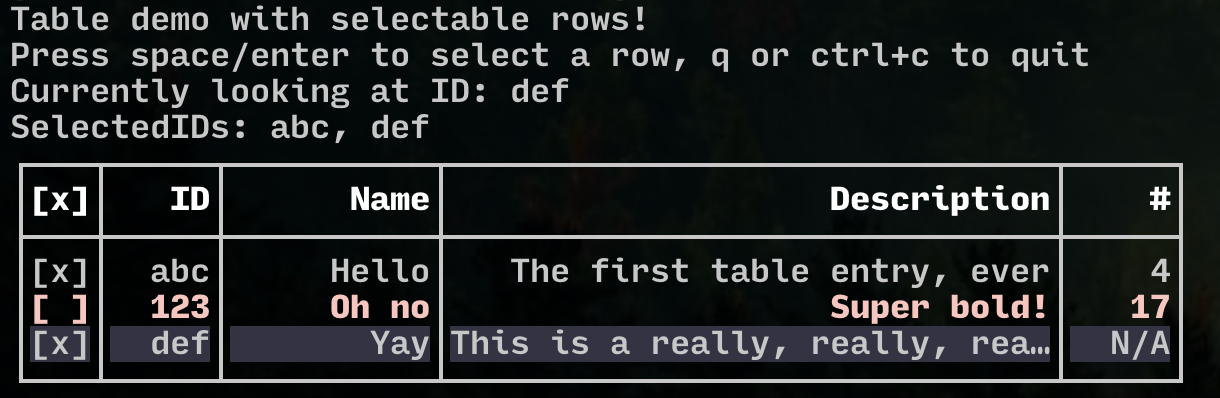 Table demo with selectable rows!
Press space/enter to select a row, q or ctrl+c to quit
Currently looking at ID: def
SelectedIDs: abc, def
[x] ID Name Description #
[x] abc Hello The first table entry, ever 4
[ ] 123 Oh no Super bold! 17
[x] def Yay This is a really, really, rea… N/A